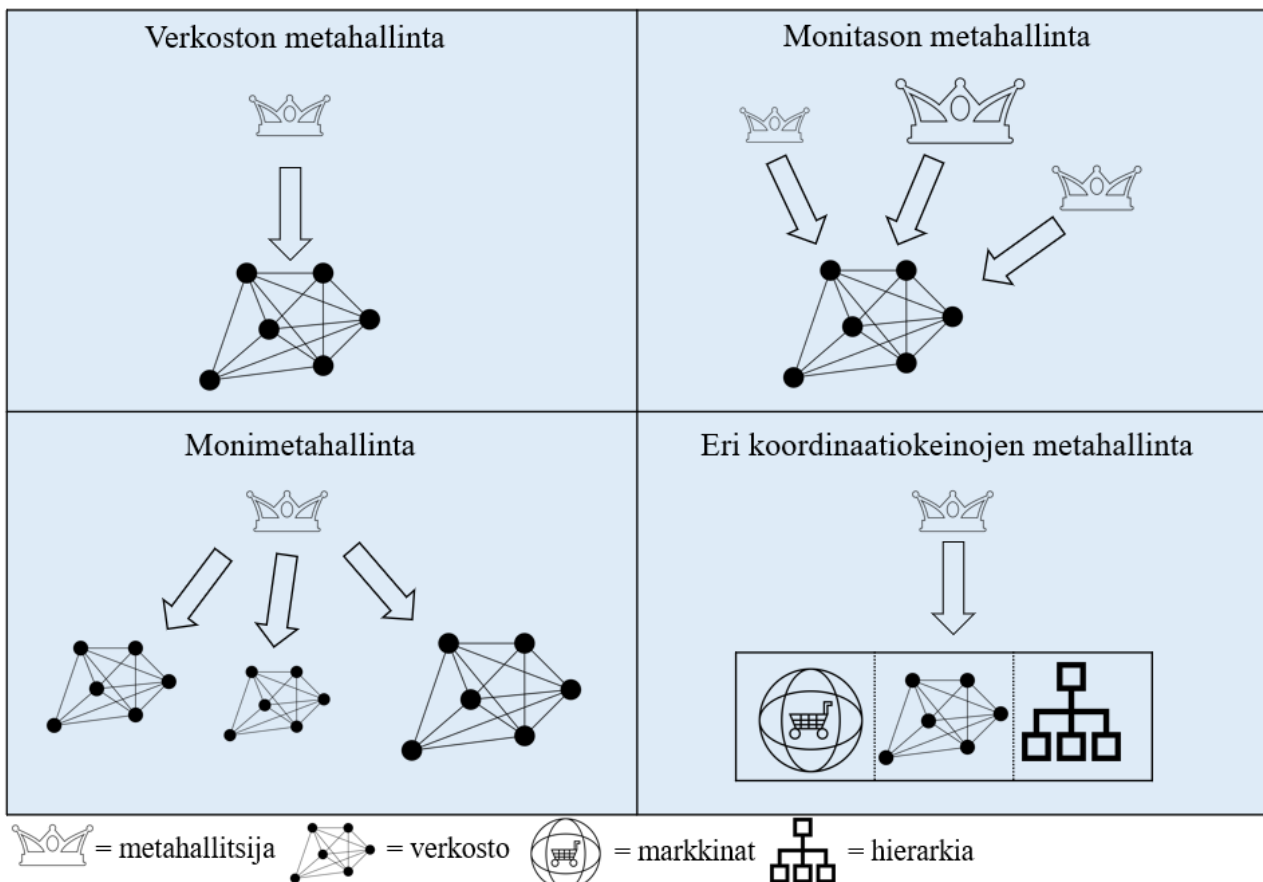 Verkoston metahallinta
Monitason metahallinta
Monimetahallinta
Eri koordinaatiokeinojen metahallinta
= metahallitsija = verkosto = markkinat = hierarkia